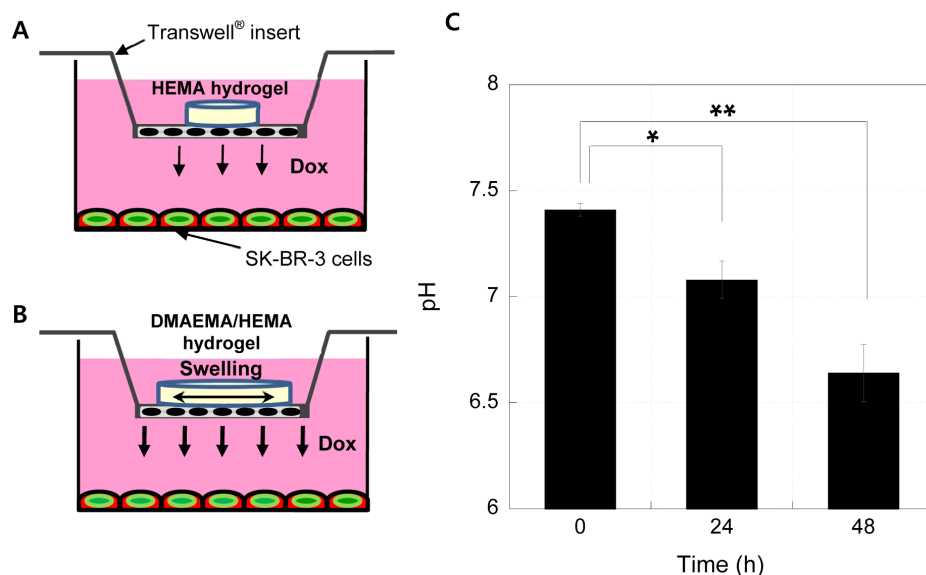 A
Transwell® insert
HEMA hydrogel
Dox
SK-BR-3 cells
B
DMAEMA/HEMA
hydrogel
Swelling
Dox
C
8
7.5
7
6.5
6
pH
**
*
0 24 48
Time (h)